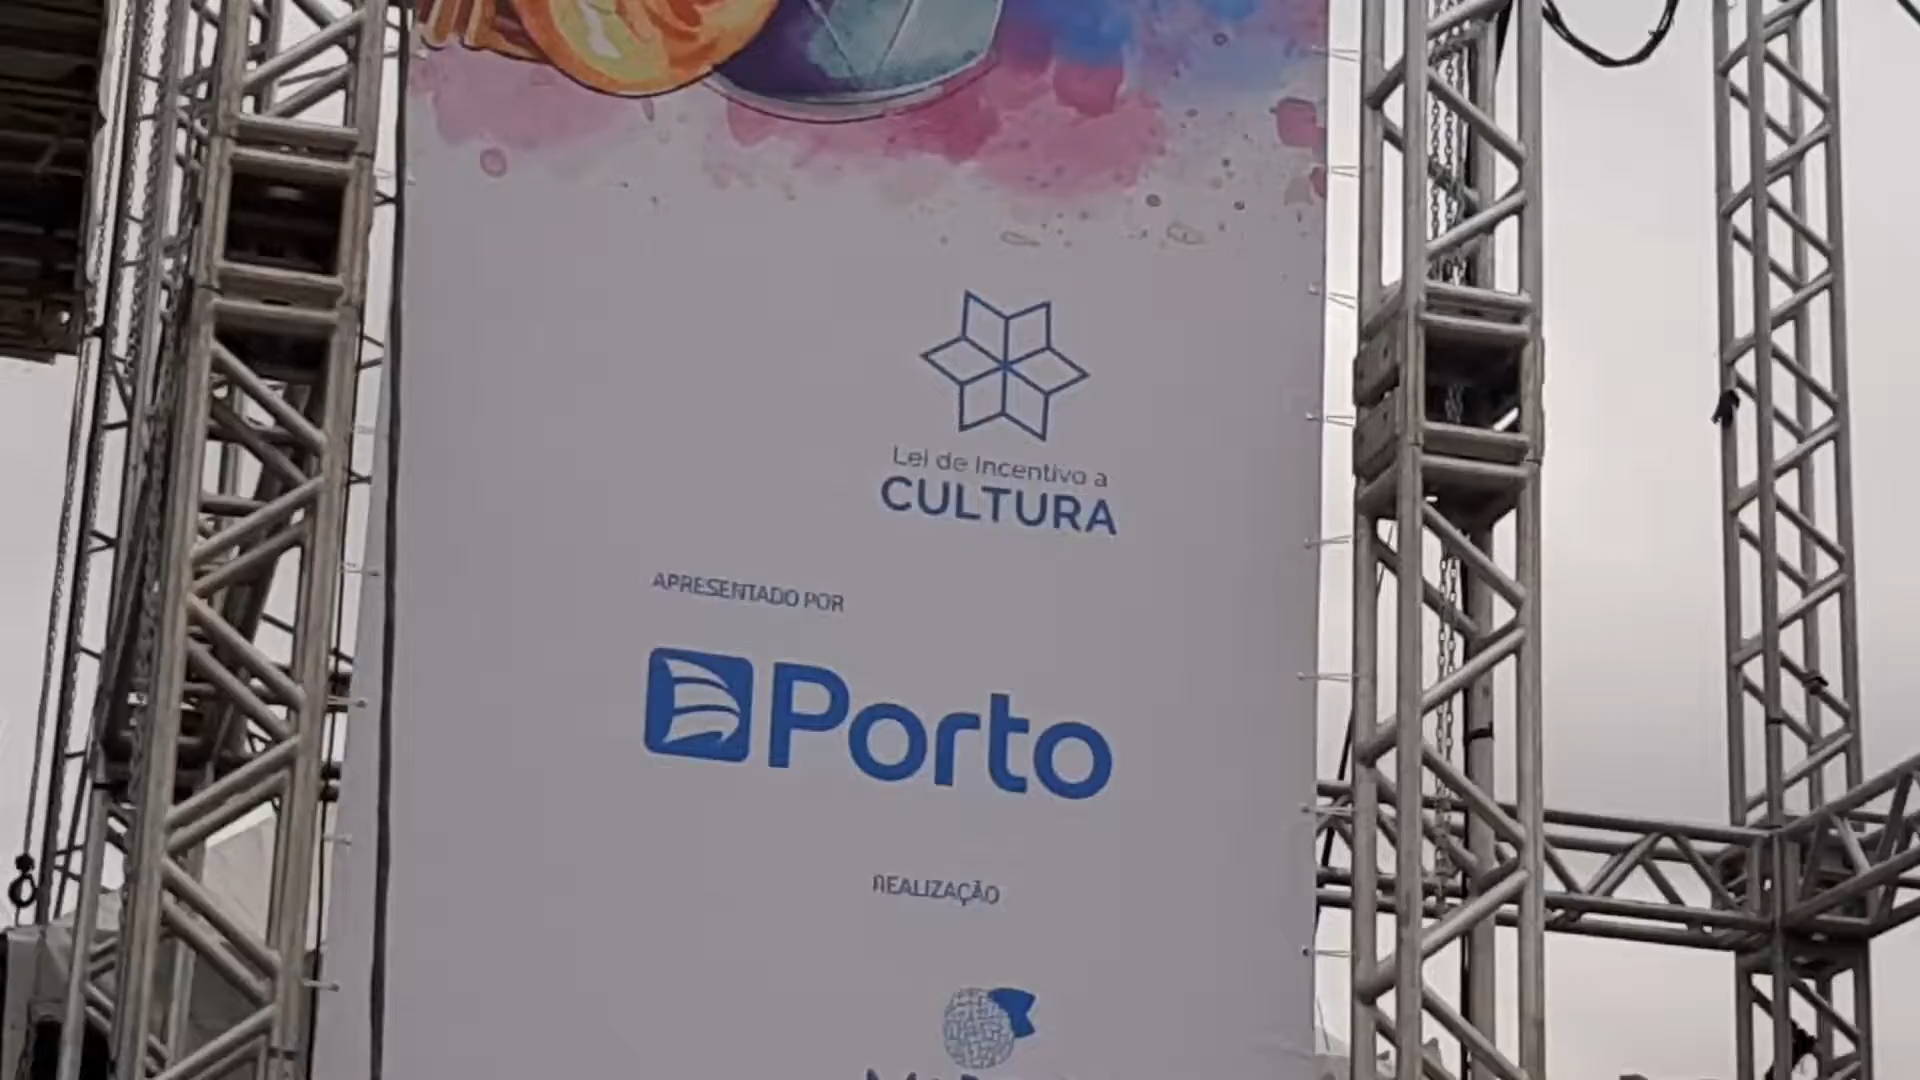 Lei de Incentivo a
CULTURA
APRESENTADO POR
Porto
REALIZAÇÃO